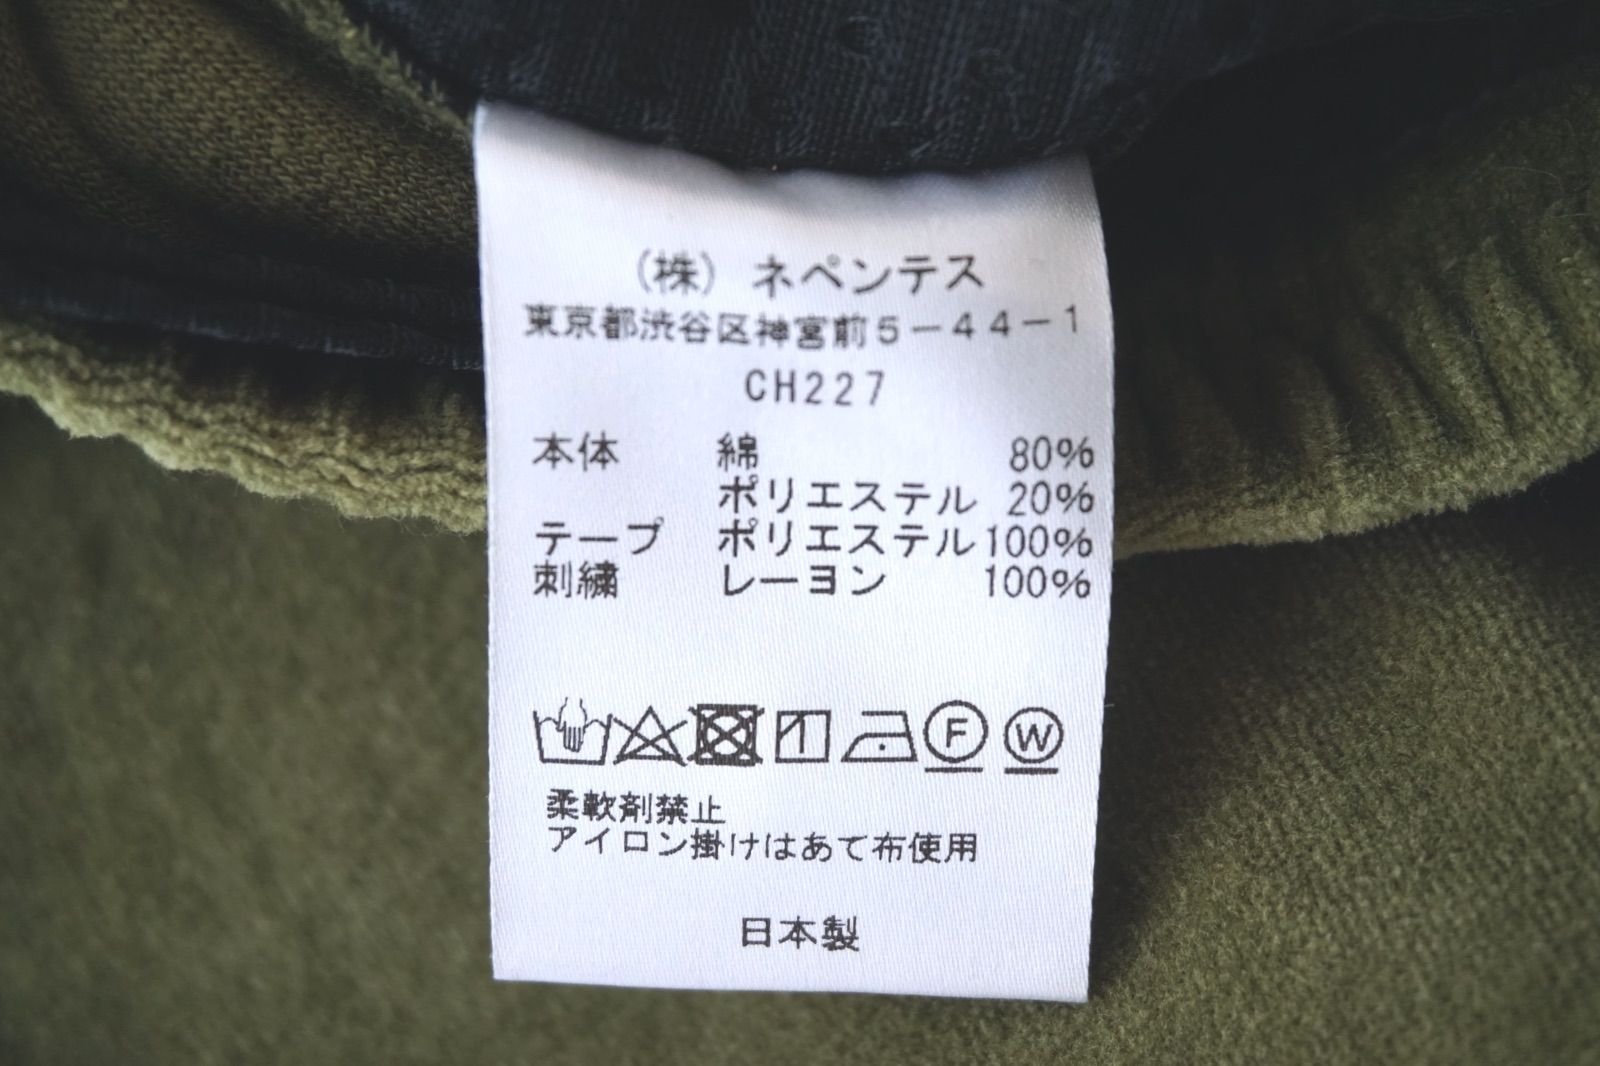 (株) ネペンテス
東京都渋谷区神宮前5－44－1
CH227
本体 綿 80%
ポリエステル 20%
テープ ポリエステル 100%
刺繍 レーヨン 100%
F W
柔軟剤禁止
アイロン掛けはあて布使用
日本製